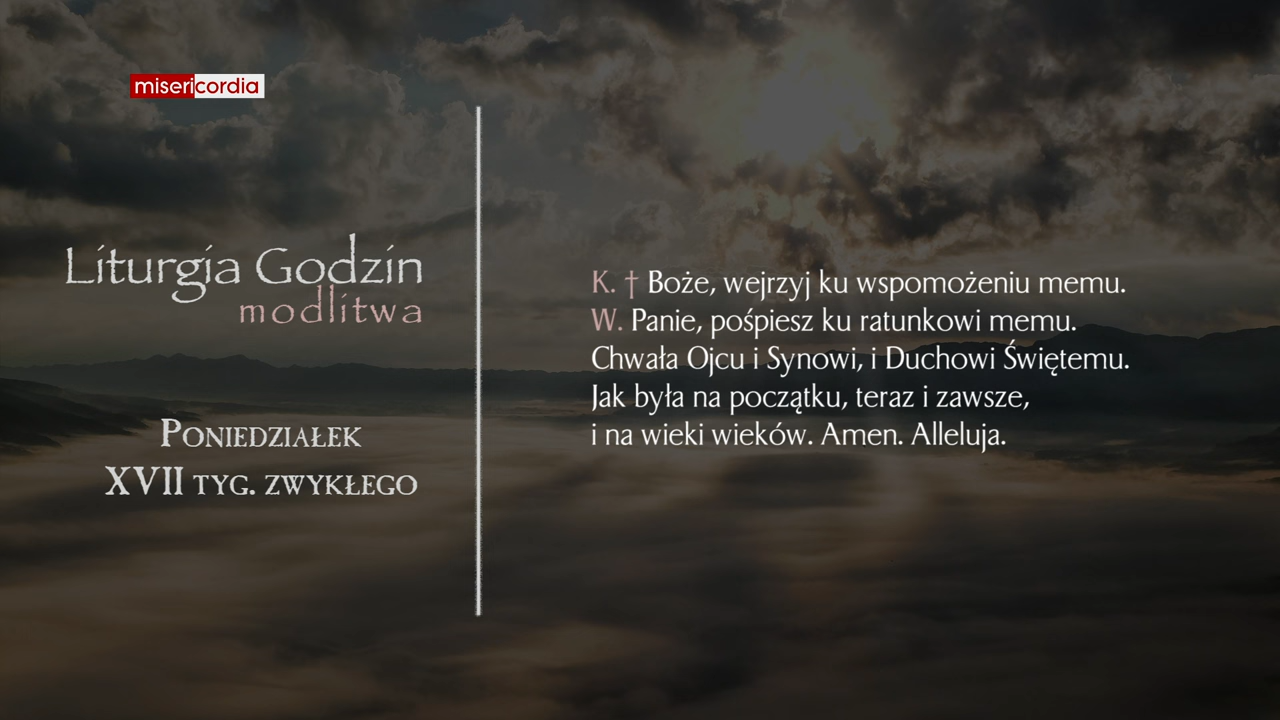 misericordia
Liturgia Godzin
modlitwa
Poniedziałek
XVII tyg. zwykłego
K. † Boże, wejrzyj ku wspomożeniu memu.
W. Panie, pośpiesz ku ratunkowi memu.
Chwała Ojcu i Synowi, i Duchowi Świętemu.
Jak była na początku, teraz i zawsze,
i na wieki wieków. Amen. Alleluja.